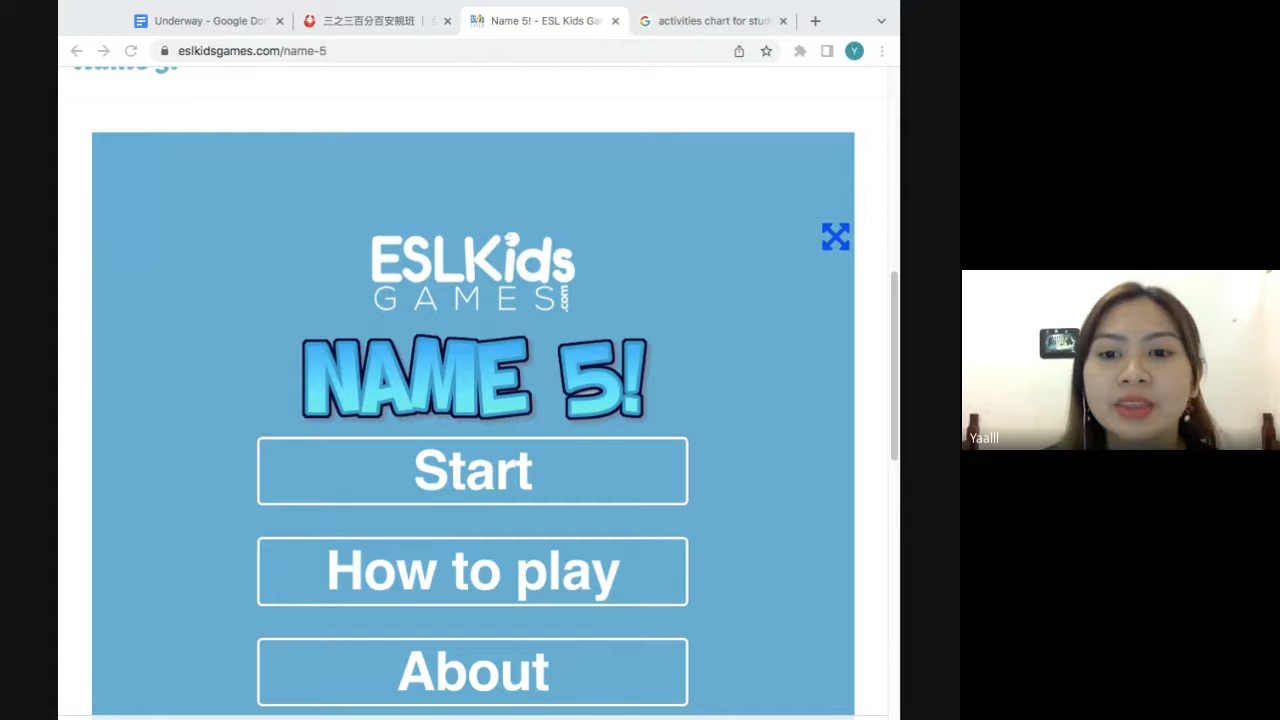 Underway - Google Doc
三之三百分百安親班
Name 5! - ESL Kids Ga
activities chart for stud
eslkidsgames.com/name-5
Y
ESLKids
GAMES.com
NAME 5!
Start
How to play
About
Yaalll